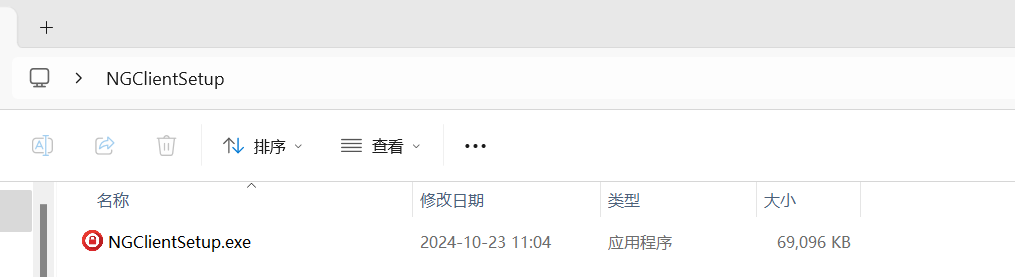 NGClientSetup
排序
查看
名称
修改日期
类型
大小
NGClientSetup.exe
2024-10-23 11:04
应用程序
69,096 KB